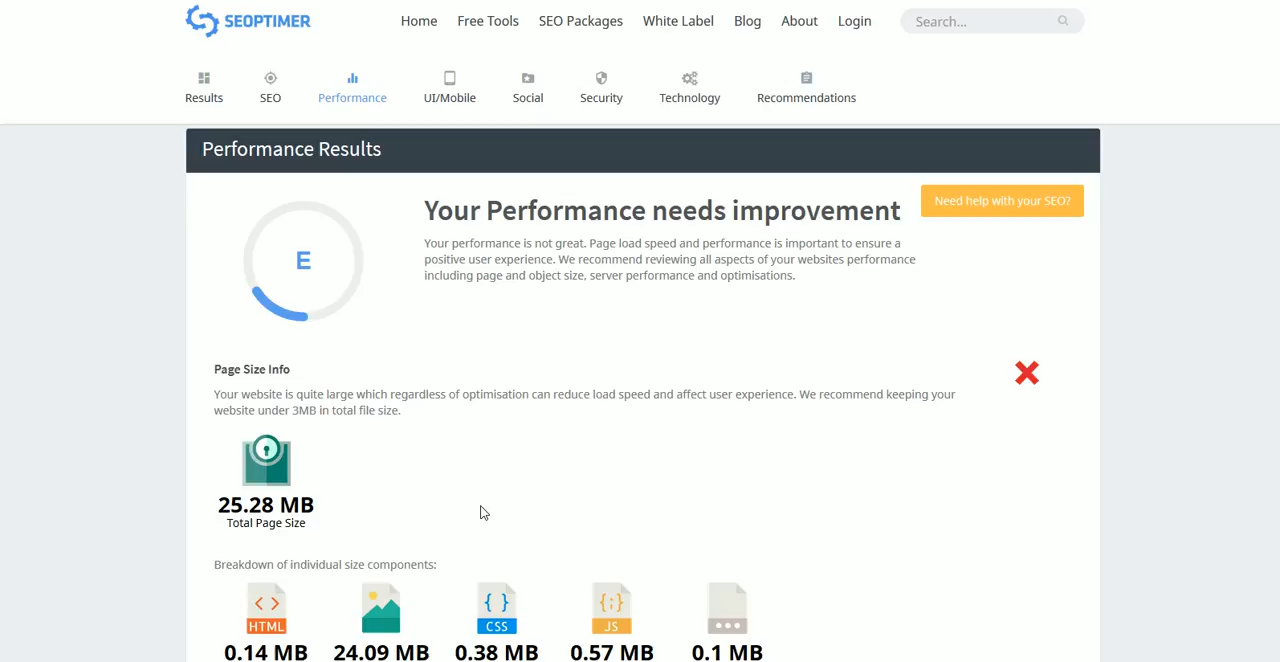 SEOPTIMER
Home Free Tools SEO Packages White Label Blog About Login Search...
Results SEO Performance UI/Mobile Social Security Technology Recommendations
Performance Results
Your Performance needs improvement
Need help with your SEO?
Your performance is not great. Page load speed and performance is important to ensure a
positive user experience. We recommend reviewing all aspects of your websites performance
including page and object size, server performance and optimisations.
E
Page Size Info
Your website is quite large which regardless of optimisation can reduce load speed and affect user experience. We recommend keeping your
website under 3MB in total file size.
25.28 MB
Total Page Size
Breakdown of individual size components:
HTML CSS JS
0.14 MB 24.09 MB 0.38 MB 0.57 MB 0.1 MB